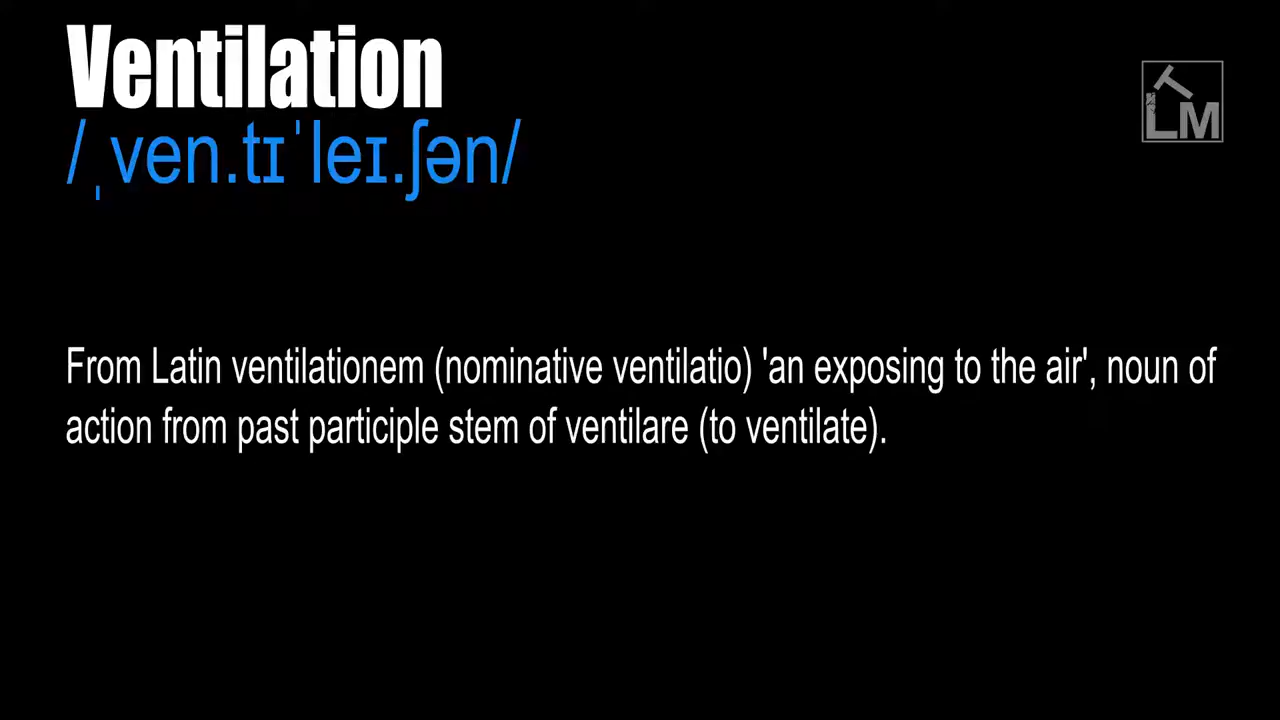 Ventilation
/ˌven.tɪˈleɪ.ʃən/
LTM
From Latin ventilationem (nominative ventilatio) 'an exposing to the air', noun of
action from past participle stem of ventilare (to ventilate).